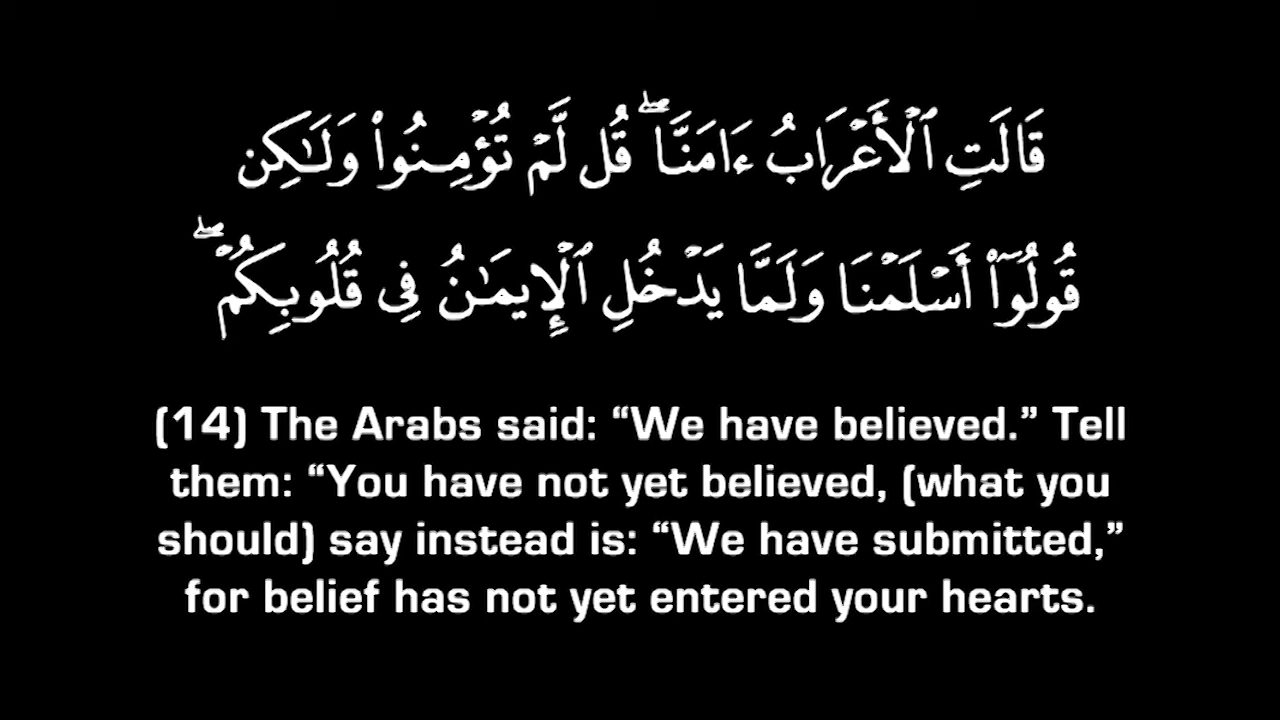 قَالَتِ ٱلْأَعْرَابُ ءَامَنَّا ۖ قُل لَّمْ تُؤْمِنُوا۟ وَلَـٰكِن
قُولُوٓا۟ أَسْلَمْنَا وَلَمَّا يَدْخُلِ ٱلْإِيمَـٰنُ فِى قُلُوبِكُمْ ۖ
(14) The Arabs said: “We have believed.” Tell
them: “You have not yet believed, (what you
should) say instead is: “We have submitted,”
for belief has not yet entered your hearts.